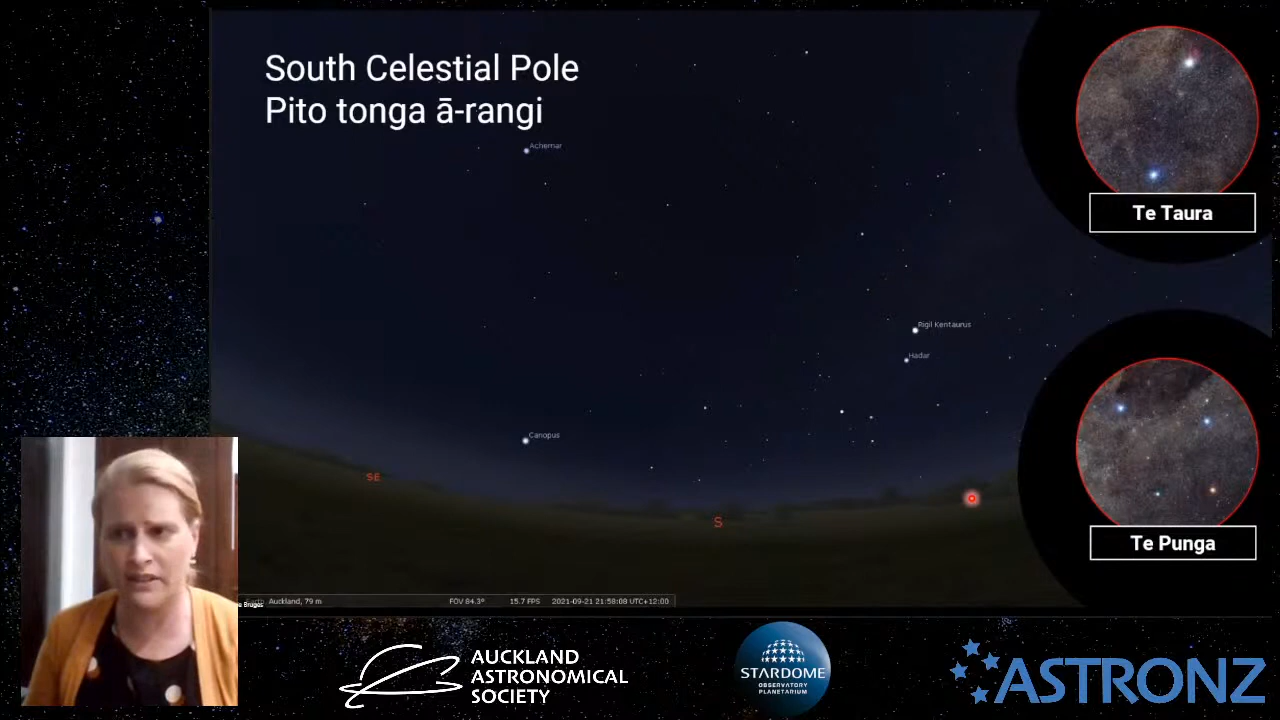 South Celestial Pole
Pito tonga ā-rangi
Achernar
Te Taura
Rigil Kentaurus
Hadar
Canopus
SE
S
Te Punga
Auckland, 79 m
FOV 84.3°
15.7 FPS
2021-09-21 21:58:08 UTC+12:00
Bruges
AUCKLAND
ASTRONOMICAL
SOCIETY
STARDOME
OBSERVATORY
PLANETARIUM
ASTRONZ